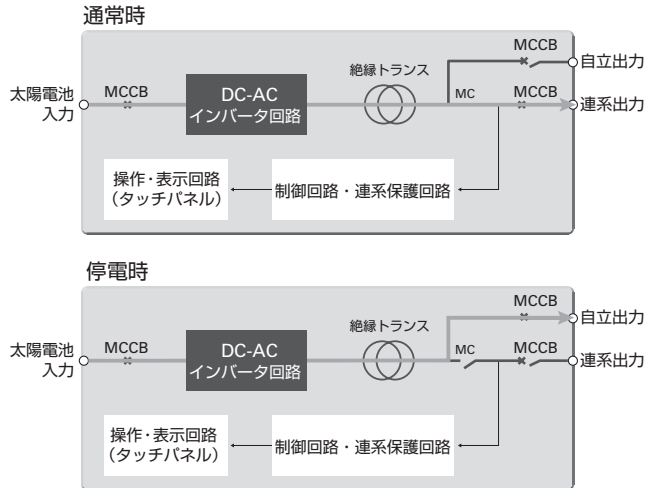 通常時
MCCB
自立出力
絶縁トランス
太陽電池
入力
MCCB
DC-AC
インバータ回路
MC
MCCB
連系出力
操作・表示回路
(タッチパネル)
制御回路・連系保護回路
停電時
MCCB
自立出力
絶縁トランス
太陽電池
入力
MCCB
DC-AC
インバータ回路
MC
MCCB
連系出力
操作・表示回路
(タッチパネル)
制御回路・連系保護回路